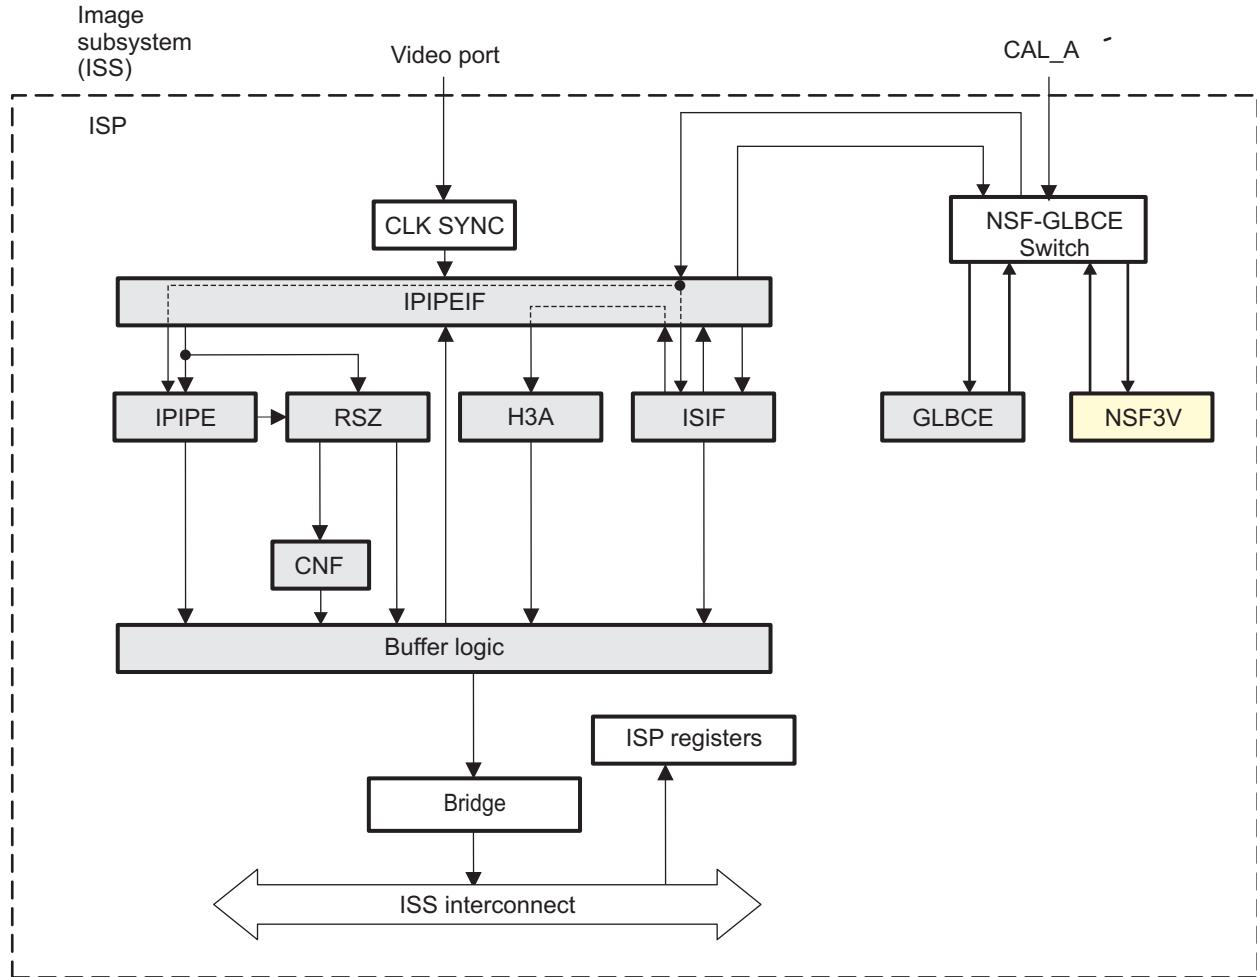 Image
subsystem
(ISS)
Video port
CAL_A
ISP
CLK SYNC
NSF-GLBCE
Switch
IPIPEIF
IPIPE
RSZ
H3A
ISIF
GLBCE
NSF3V
CNF
Buffer logic
ISP registers
Bridge
ISS interconnect